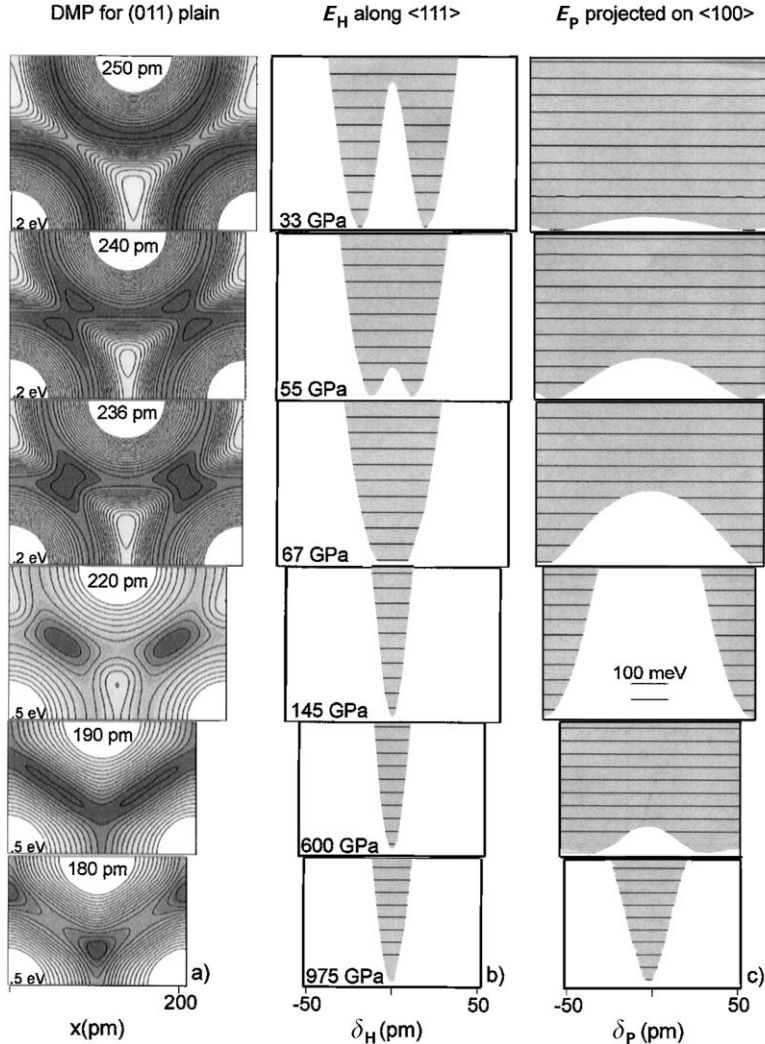 DMP for (011) plain
E_H along <111>
E_P projected on <100>
250 pm
.2 eV
33 GPa
240 pm
.2 eV
55 GPa
236 pm
.2 eV
67 GPa
220 pm
.5 eV
145 GPa
100 meV
190 pm
.5 eV
600 GPa
180 pm
.5 eV
a)
975 GPa
b)
c)
200
-50
50
-50
50
x(pm)
δ_H (pm)
δ_P (pm)